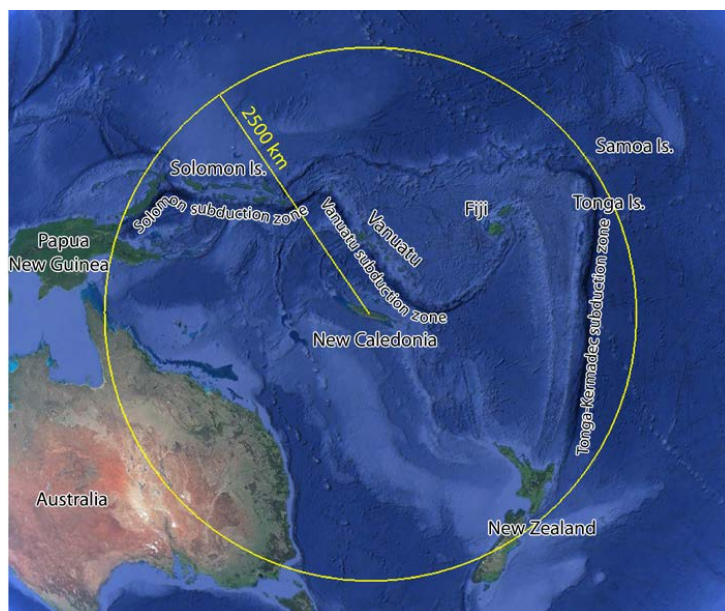 2500 km
Samoa Is.
Solomon Is.
Tonga Is.
Solomon subduction zone
Fiji
Vanuatu
Vanuatu subduction zone
Papua
New Guinea
Tonga-Kermadec subduction zone
New Caledonia
Australia
New Zealand